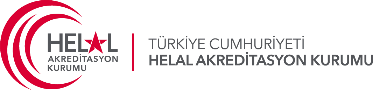 HELAL
AKREDİTASYON
KURUMU
TÜRKİYE CUMHURİYETİ
HELAL AKREDİTASYON KURUMU